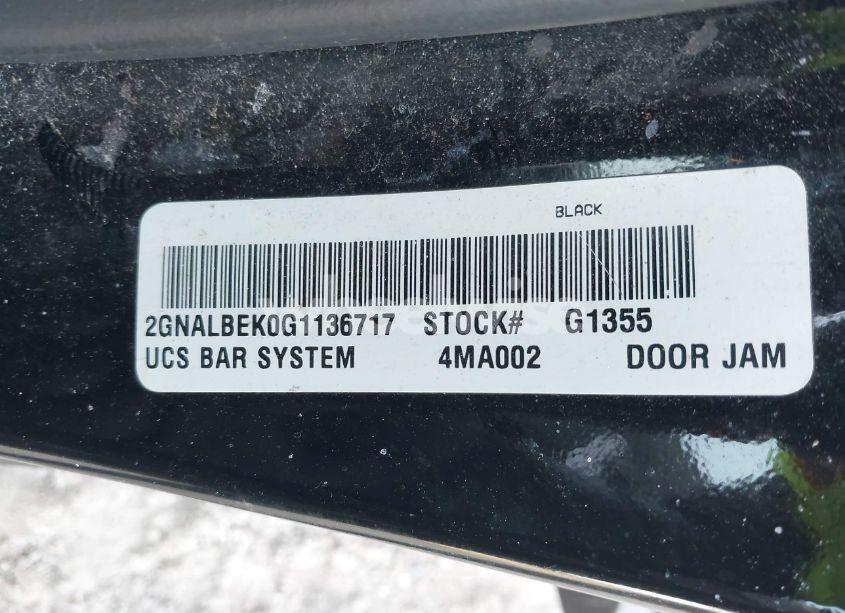 BLACK
2GNALBEK0G1136717 STOCK# G1355
UCS BAR SYSTEM 4MA002 DOOR JAM